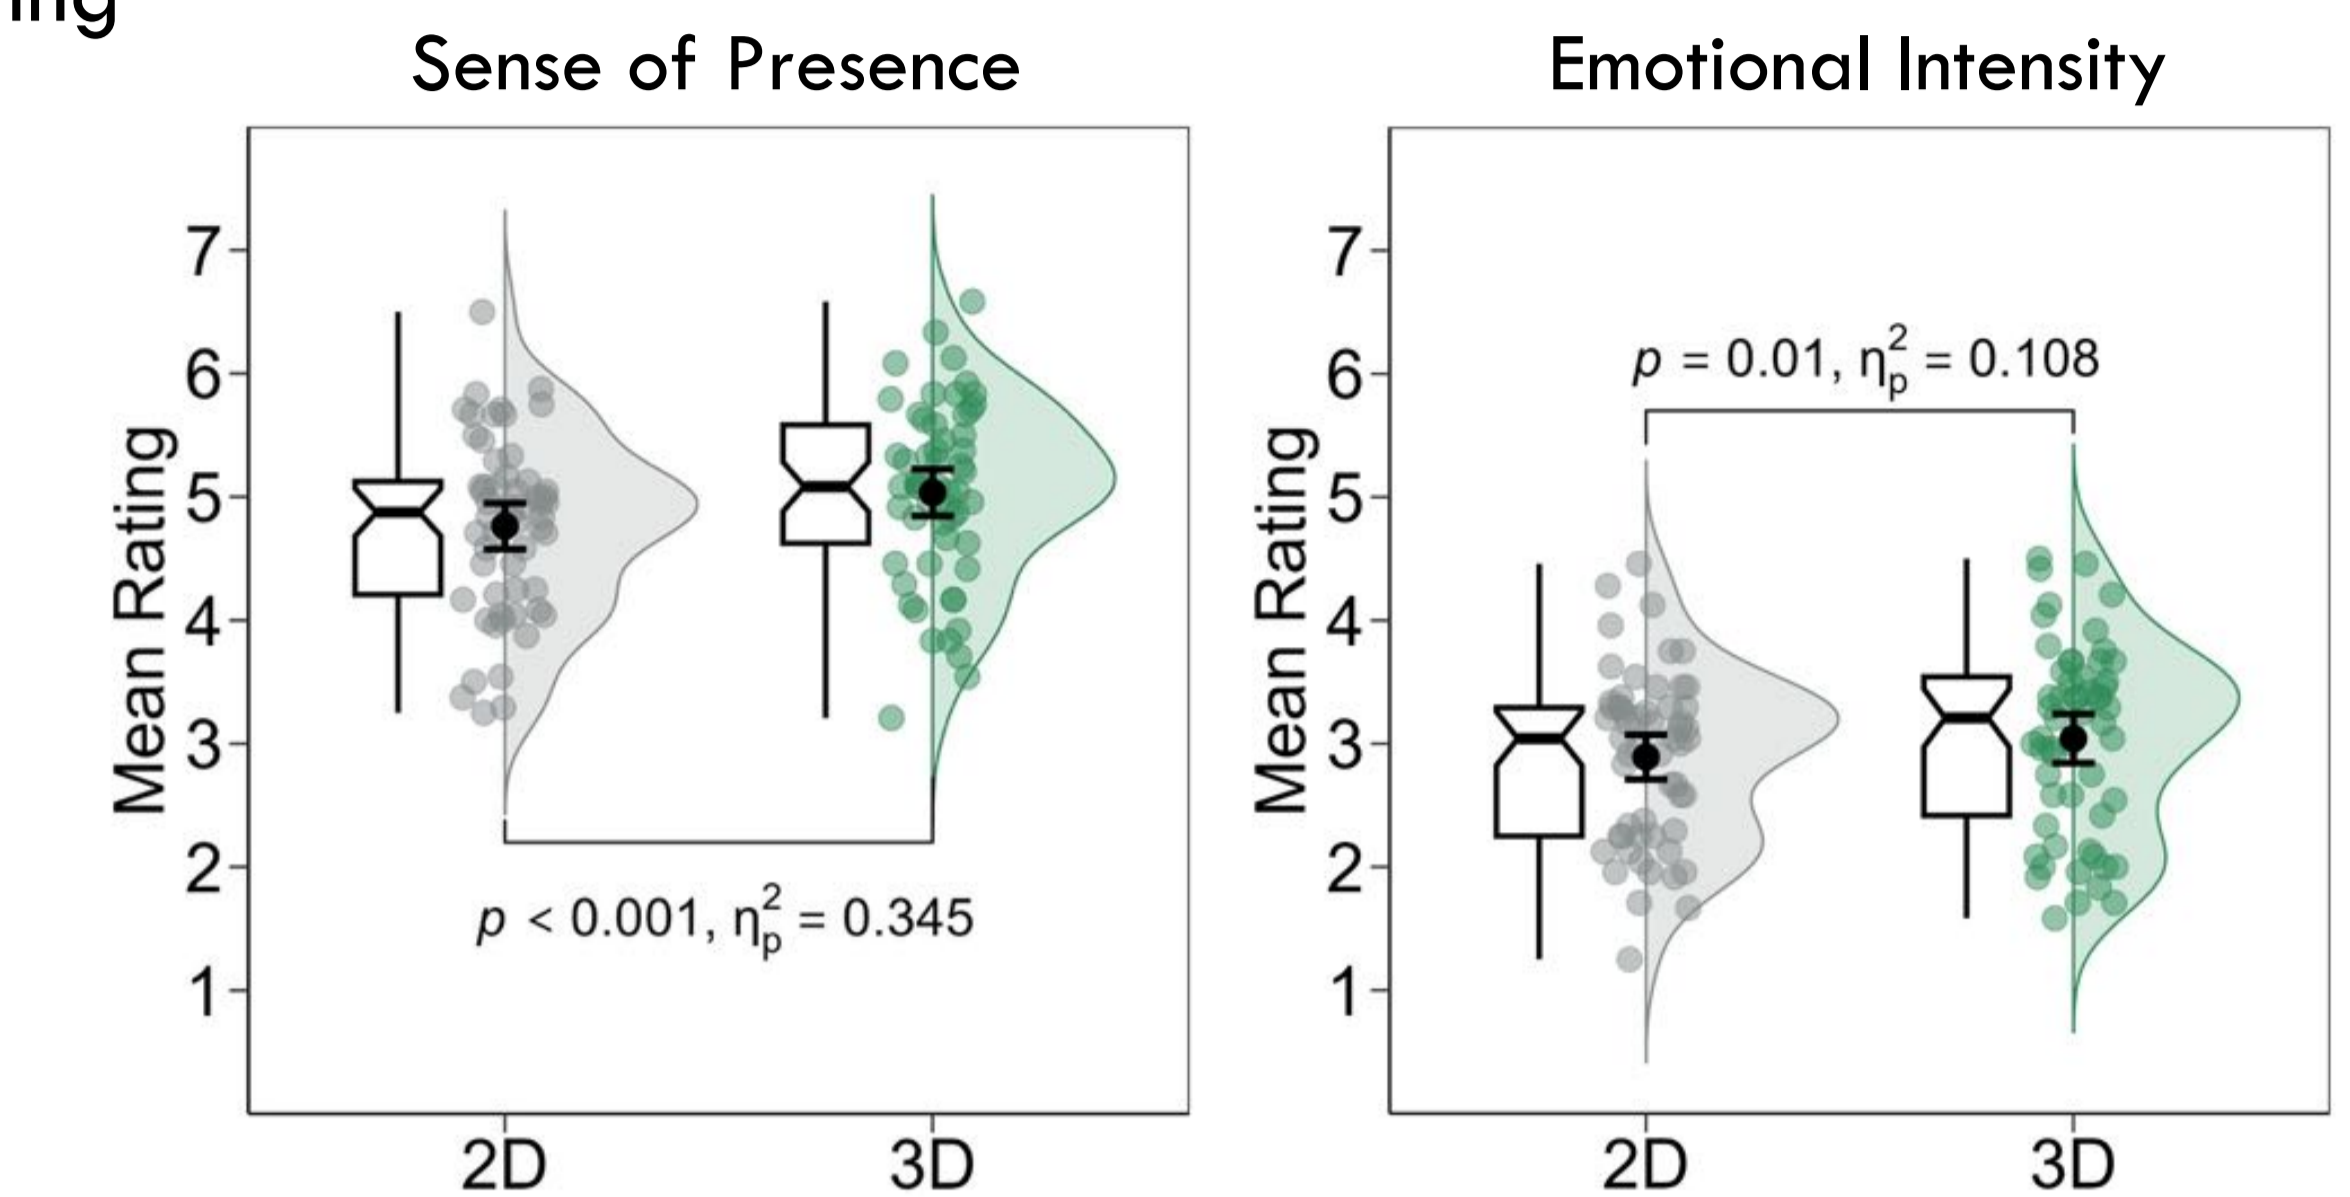 Sense of Presence
Mean Rating
7
6
5
4
3
2
1
p < 0.001, η²ₚ = 0.345
2D 3D
Emotional Intensity
Mean Rating
7
6
5
4
3
2
1
p = 0.01, η²ₚ = 0.108
2D 3D